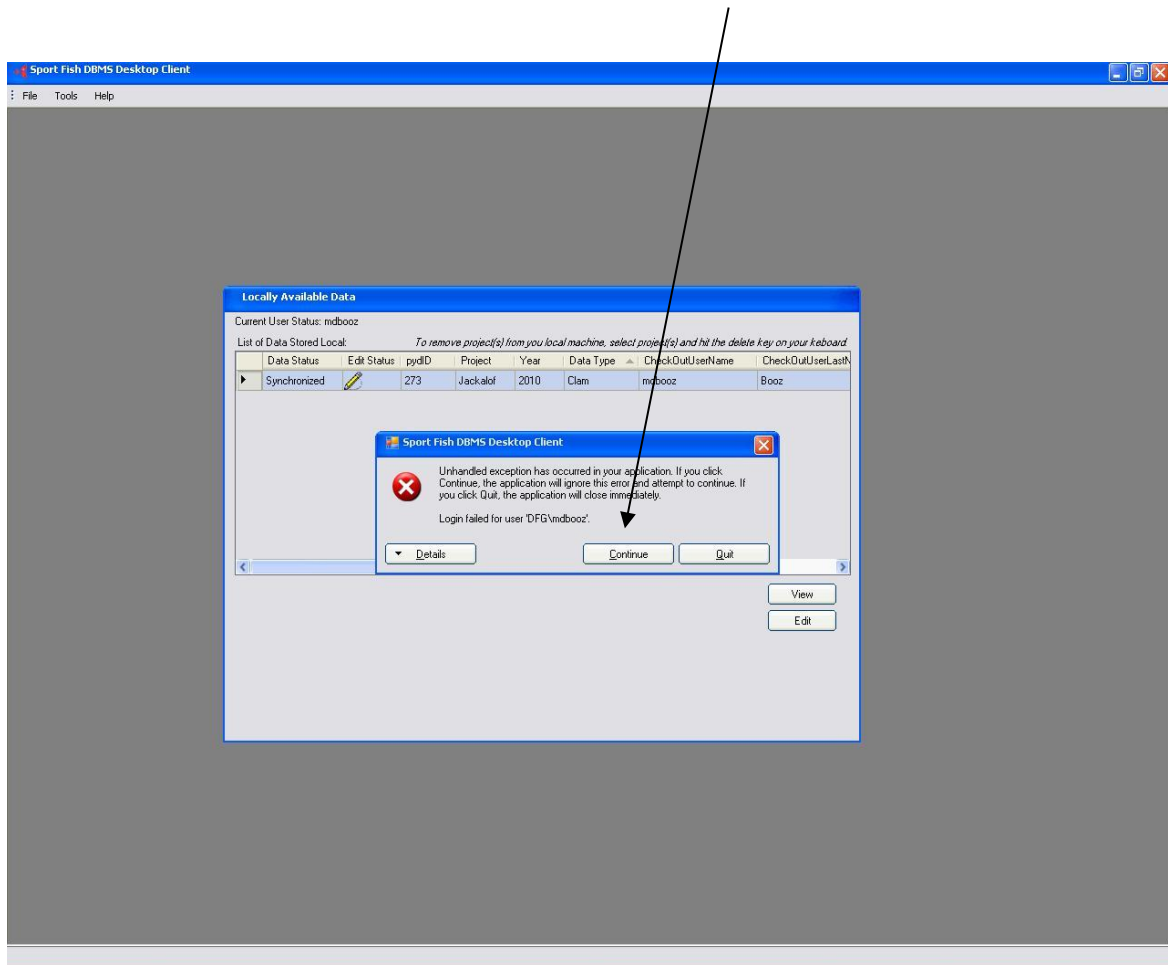 Sport Fish DBMS Desktop Client
File Tools Help
Locally Available Data
Current User Status: mdbooz
List of Data Stored Local: To remove project(s) from you local machine, select project(s) and hit the delete key on your keboard.
Data Status Edit Status pydID Project Year Data Type CheckOutUserName CheckOutUserLastN
Synchronized 273 Jackalof 2010 Clam mdbooz Booz
Sport Fish DBMS Desktop Client
Unhandled exception has occurred in your application. If you click
Continue, the application will ignore this error and attempt to continue. If
you click Quit, the application will close immediately.
Login failed for user 'DFG\mdbooz'.
Details Continue Quit
View
Edit